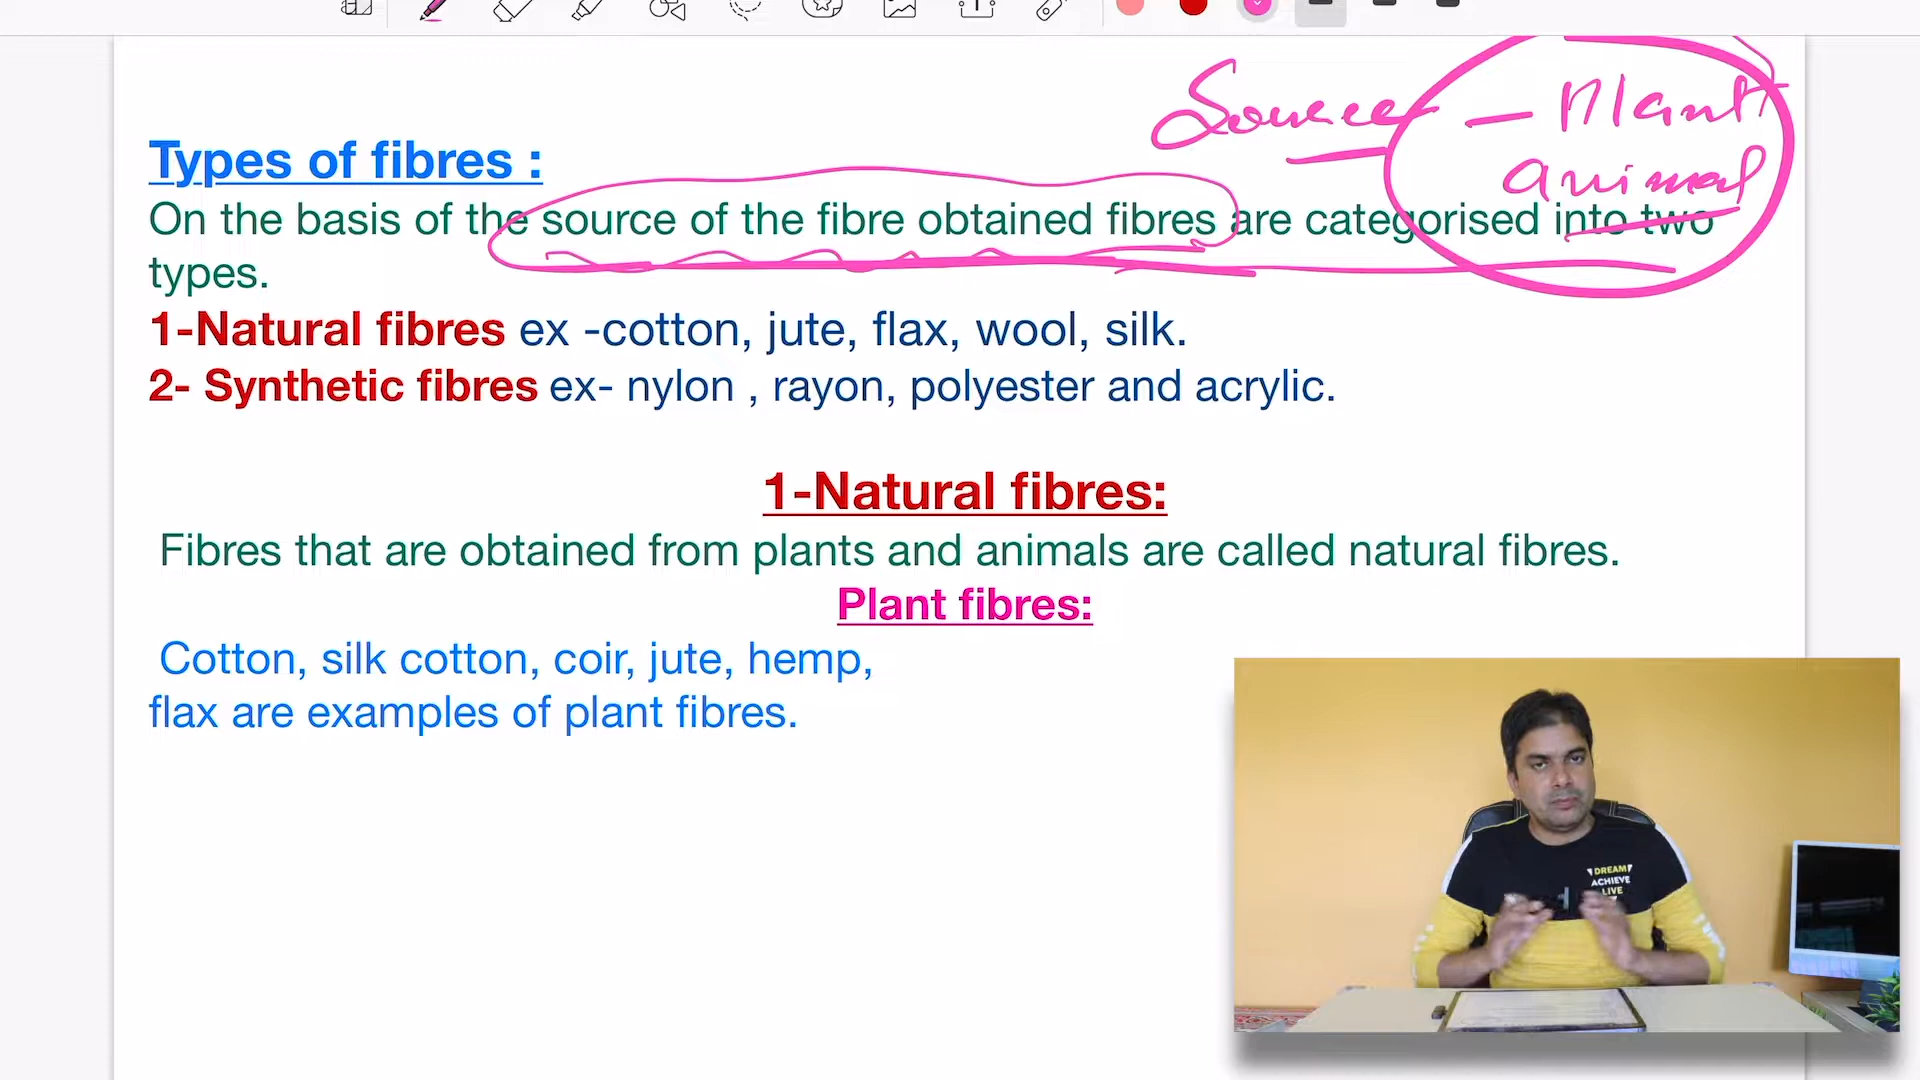 Source - Plant
animal
Types of fibres :
On the basis of the source of the fibre obtained fibres are categorised into two
types.
1-Natural fibres ex -cotton, jute, flax, wool, silk.
2- Synthetic fibres ex- nylon , rayon, polyester and acrylic.
1-Natural fibres:
Fibres that are obtained from plants and animals are called natural fibres.
Plant fibres:
Cotton, silk cotton, coir, jute, hemp,
flax are examples of plant fibres.
DREAM
ACHIEVE
LIVE